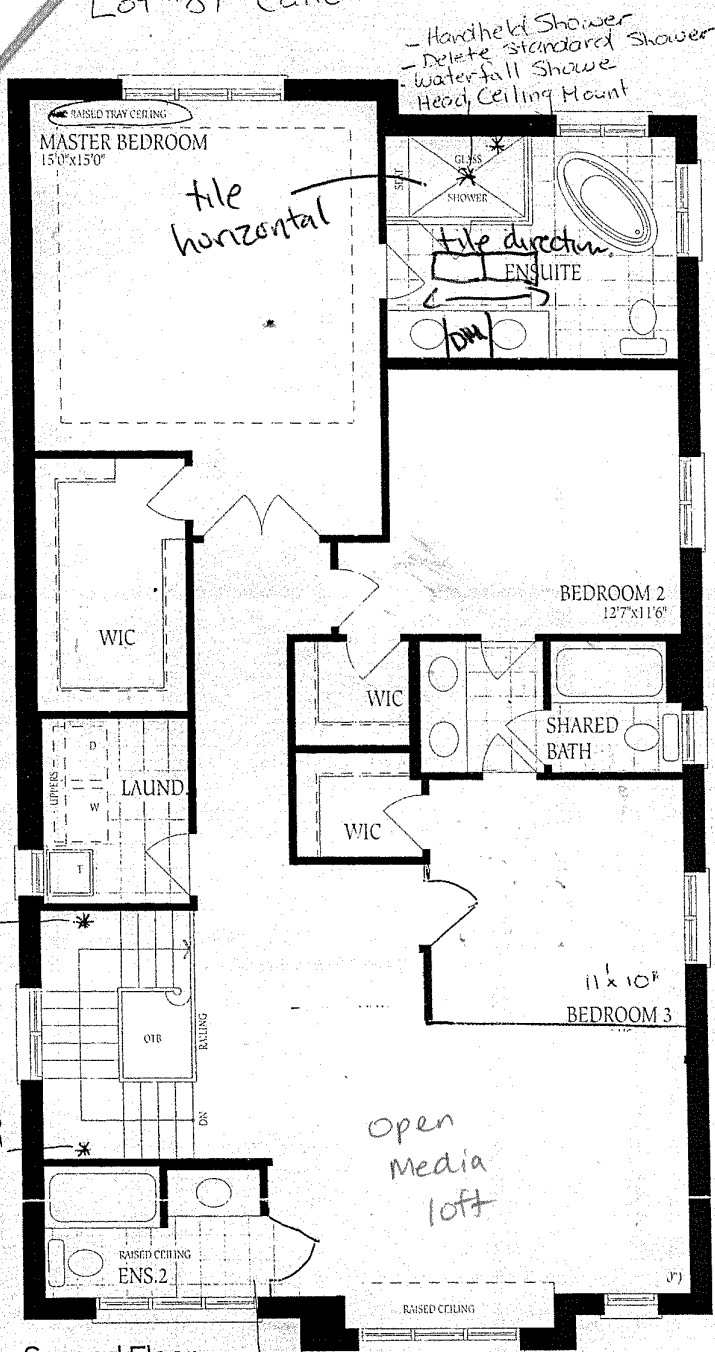 - Handheld Shower
- Delete Standard Shower
- Waterfall Showe
Head Ceiling Mount
RAISED TRAY CEILING
MASTER BEDROOM
15'0"x15'0"
tile
horizontal
SEAT
GLASS
SHOWER
tile direction.
ENSUITE
BEDROOM 2
12'7"x11'6"
WIC
WIC
SHARED
BATH
UPPERS
D
W
T
LAUND.
WIC
11'x10"
BEDROOM 3
OTB
RAILING
DN
Open
Media
loft
RAISED CEILING
ENS.2
RAISED CEILING